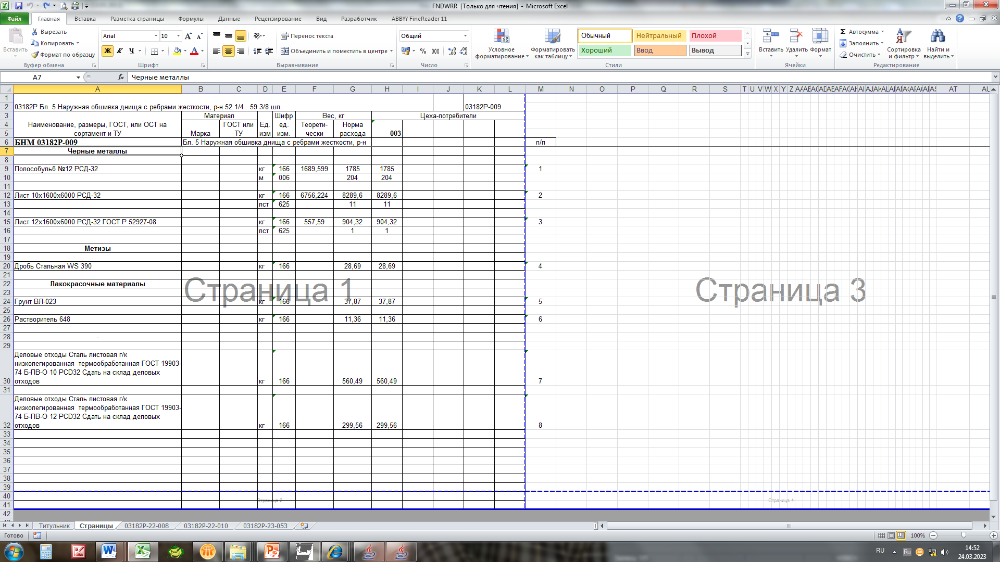 FNDWRR [Только для чтения] - Microsoft Excel
Файл Главная Вставка Разметка страницы Формулы Данные Рецензирование Вид Разработчик ABBYY FineReader 11
Вставить
Вырезать
Копировать
Формат по образцу
Буфер обмена
Arial 10
Ж К Ч
Шрифт
Перенос текста
Объединить и поместить в центре
Выравнивание
Общий
% 000
Число
Условное форматирование
Форматировать как таблицу
Обычный Нейтральный Плохой
Хороший Ввод Вывод
Стили
Вставить Удалить Формат
Ячейки
Σ Автосумма
Заполнить
Очистить
Сортировка и фильтр
Найти и выделить
Редактирование
A7 fx Черные металлы
A B C D E F G H I J K L M N O P Q R S T U V W X Y Z AT AU
1
2 03182Р Бл. 5 Наружная обшивка днища с ребрами жесткости, р-н 52 1/4...59 3/8 шп. 03182Р-009
3 Материал Шифр Вес, кг Цеха-потребители
4 Наименование, размеры, ГОСТ, или ОСТ на ГОСТ или Ед. ед. Теорети- Норма
5 сортамент и ТУ Марка ТУ изм изм. чески расхода 003
6 БНМ 03182Р-009 Бл. 5 Наружная обшивка днища с ребрами жесткости, р-н п/п
7 Черные металлы
8
9 Полособульб №12 РСД-32 кг 166 1689,599 1785 1785 1
10 м 006 204 204
11
12 Лист 10х1600х6000 РСД-32 кг 166 6756,224 8289,6 8289,6 2
13 лст 625 11 11
14
15 Лист 12х1600х6000 РСД-32 ГОСТ Р 52927-08 кг 166 557,59 904,32 904,32 3
16 лст 625 1 1
17
18 Метизы
19
20 Дробь Стальная WS 390 кг 166 28,69 28,69 4
21
22 Лакокрасочные материалы
Страница 1 Страница 3
23
24 Грунт ВЛ-023 кг 166 37,87 37,87 5
25
26 Растворитель 648 кг 166 11,36 11,36 6
27
28 -
29
Деловые отходы Сталь листовая г/к
низколегированная термообработанная ГОСТ 19903-
74 Б-ПВ-О 10 PCD32 Сдать на склад деловых
30 отходов кг 166 560,49 560,49 7
31
Деловые отходы Сталь листовая г/к
низколегированная термообработанная ГОСТ 19903-
74 Б-ПВ-О 12 PCD32 Сдать на склад деловых
32 отходов кг 166 299,56 299,56 8
33
34
35
36
37
38
39
40
Страница 2 Страница 4
41
42
Титульник Страницы 03182Р-22-008 03182Р-22-010 03182Р-23-053
Готово 100%
RU Ru 14:52
24.03.2023